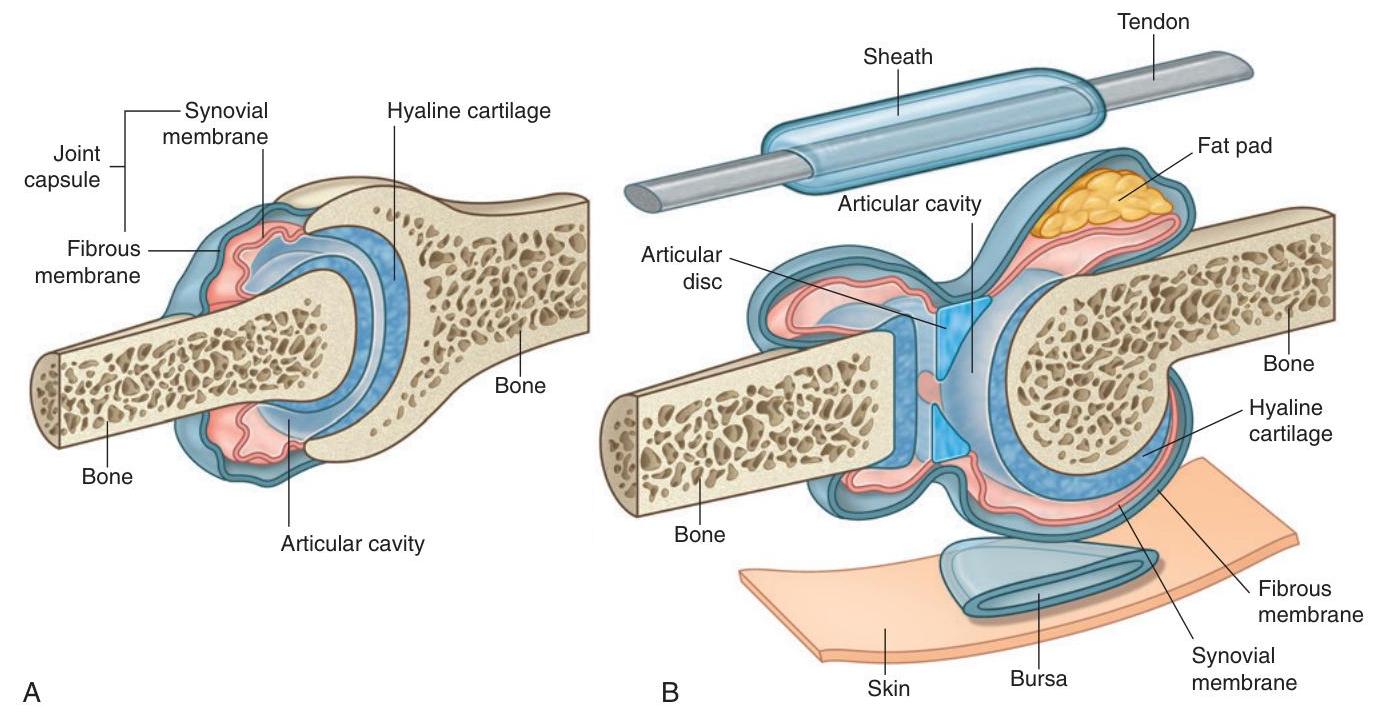 Synovial
membrane
Hyaline cartilage
Joint
capsule
Fibrous
membrane
Bone
Bone
Articular cavity
A
Tendon
Sheath
Fat pad
Articular cavity
Articular
disc
Bone
Hyaline
cartilage
Bone
Fibrous
membrane
Synovial
membrane
Bursa
Skin
B